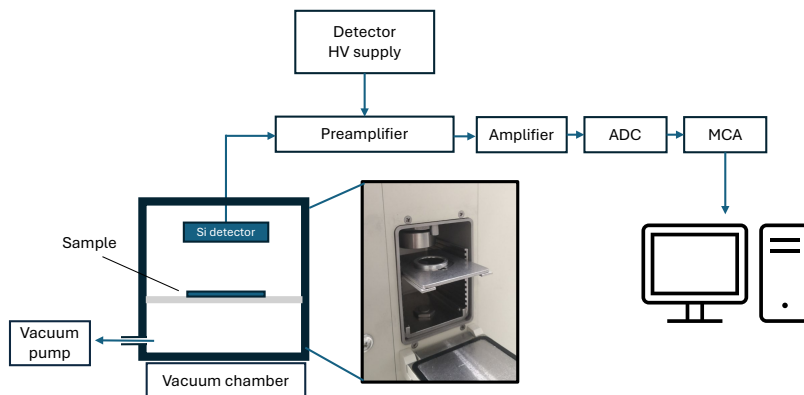 Detector
HV supply
Preamplifier
Amplifier
ADC
MCA
Si detector
Sample
Vacuum
pump
Vacuum chamber